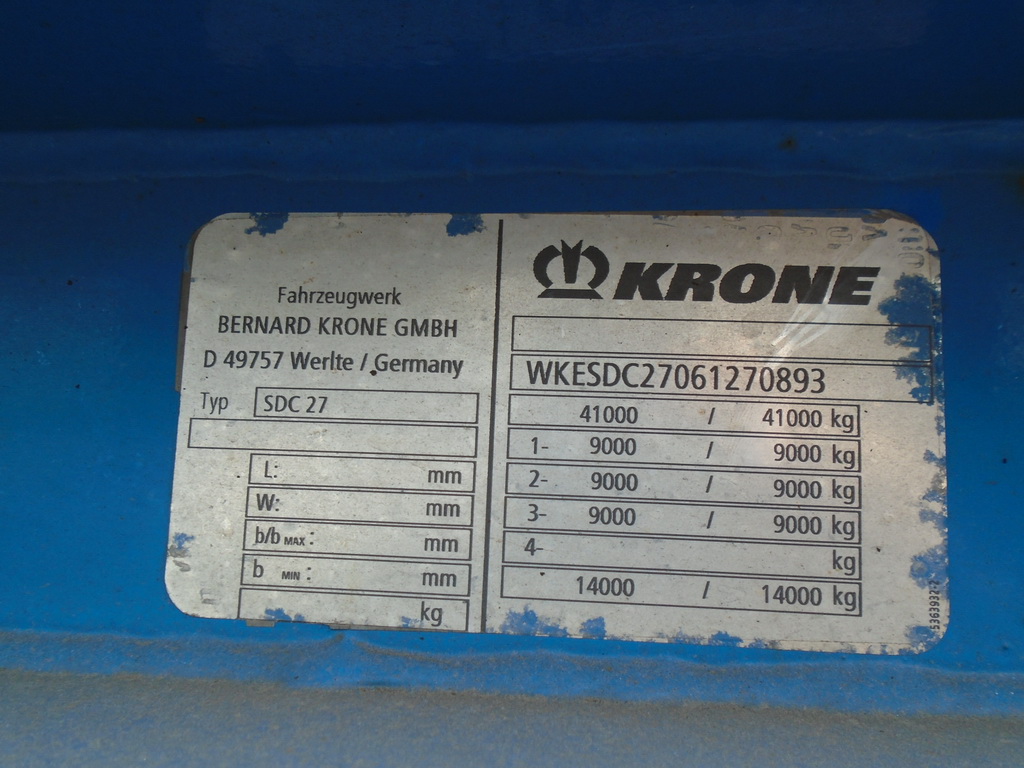 Fahrzeugwerk
BERNARD KRONE GMBH
D 49757 Werlte / Germany
Typ SDC 27
L: mm
W: mm
b/b MAX : mm
b MIN : mm
kg
KRONE
WKESDC27061270893
41000 / 41000 kg
1- 9000 / 9000 kg
2- 9000 / 9000 kg
3- 9000 / 9000 kg
4- kg
14000 / 14000 kg